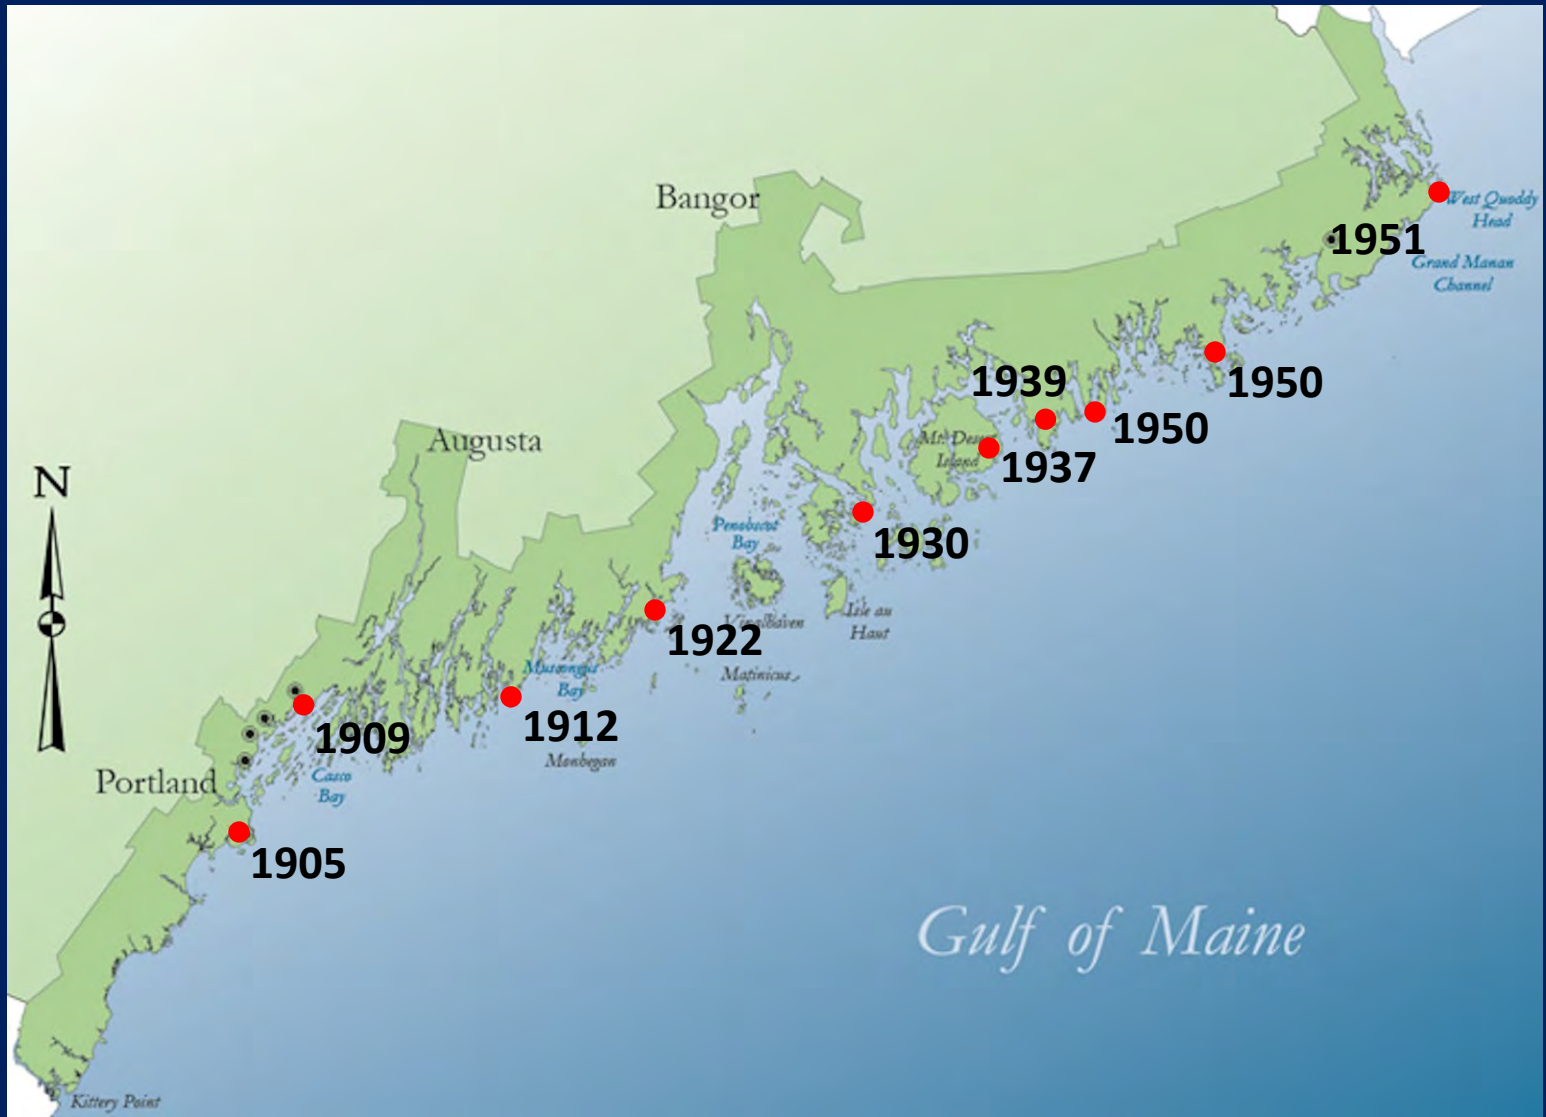 West Quoddy
Head
1951
Grand Manan
Channel
Bangor
1950
1939
1950
Mt. Desert
Island
1937
Augusta
N
Penobscot
Bay
1930
Isle au
Haut
Vinalhaven
1922
Matinicus
Muscongus
Bay
1912
Monhegan
1909
Casco
Bay
Portland
1905
Gulf of Maine
Kittery Point